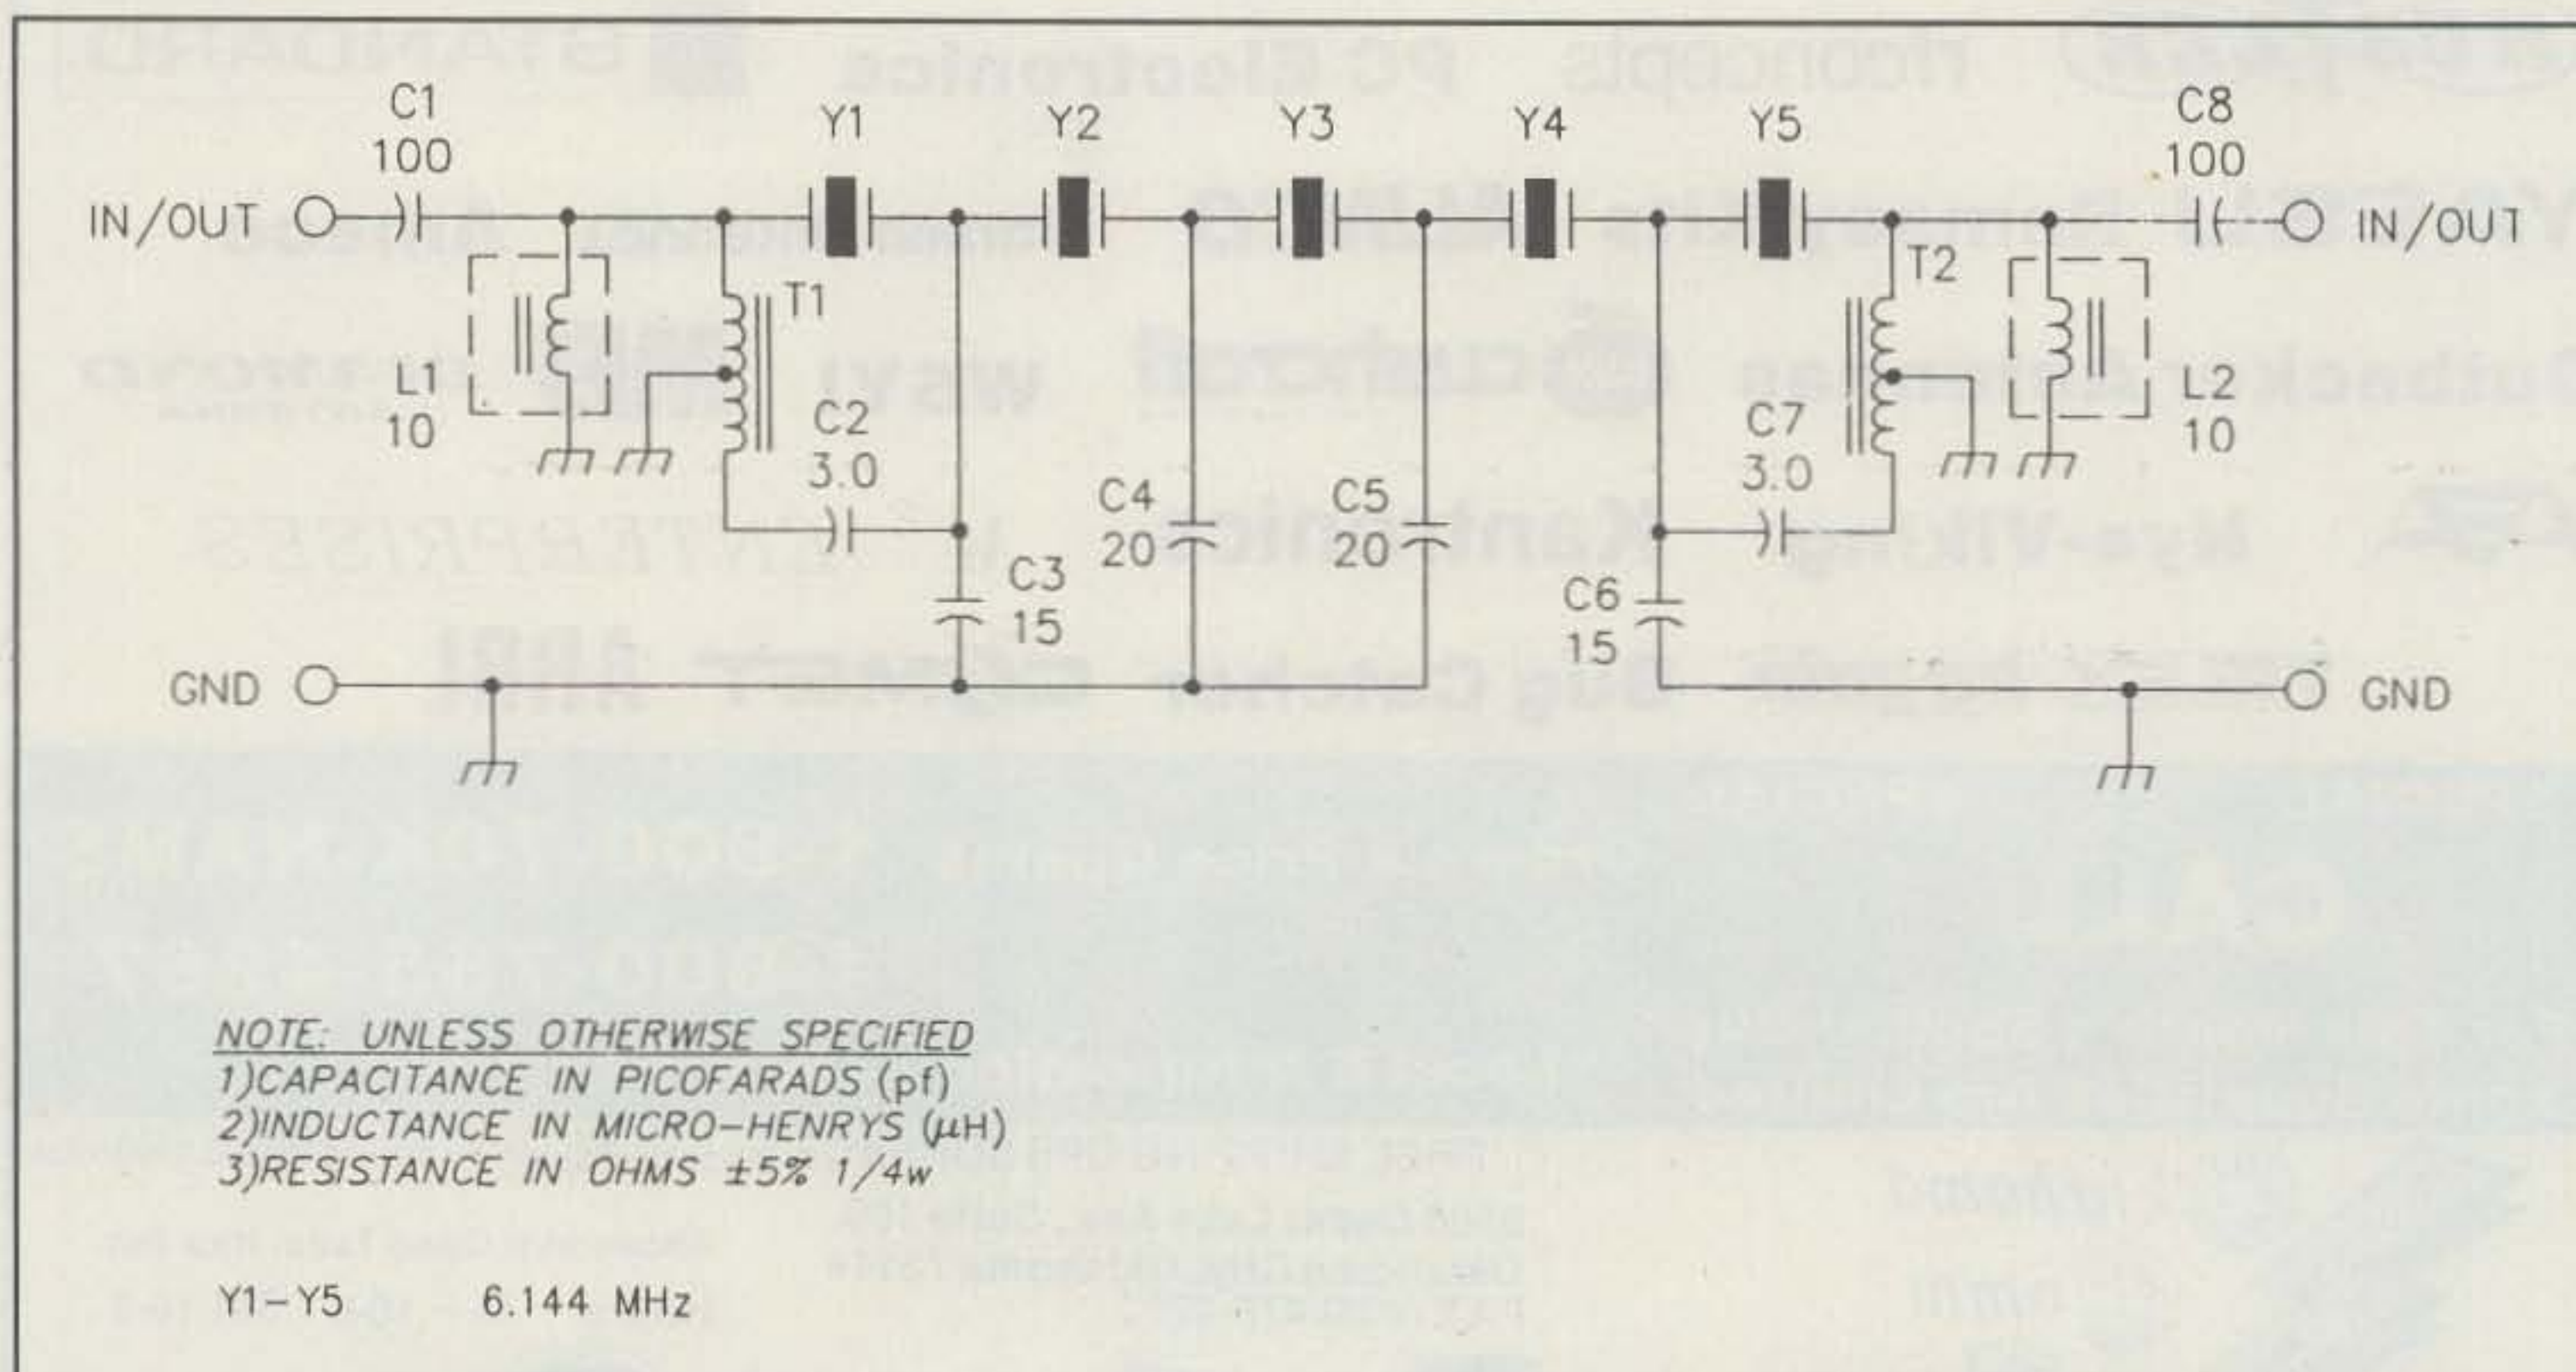 C1
100
Y1
Y2
Y3
Y4
Y5
C8
100
IN/OUT
IN/OUT
T1
T2
L1
10
L2
10
C2
3.0
C7
3.0
C4
20
C5
20
C3
15
C6
15
GND
GND
NOTE: UNLESS OTHERWISE SPECIFIED
1)CAPACITANCE IN PICOFARADS (pf)
2)INDUCTANCE IN MICRO-HENRYS (µH)
3)RESISTANCE IN OHMS ±5% 1/4w
Y1-Y5 6.144 MHz